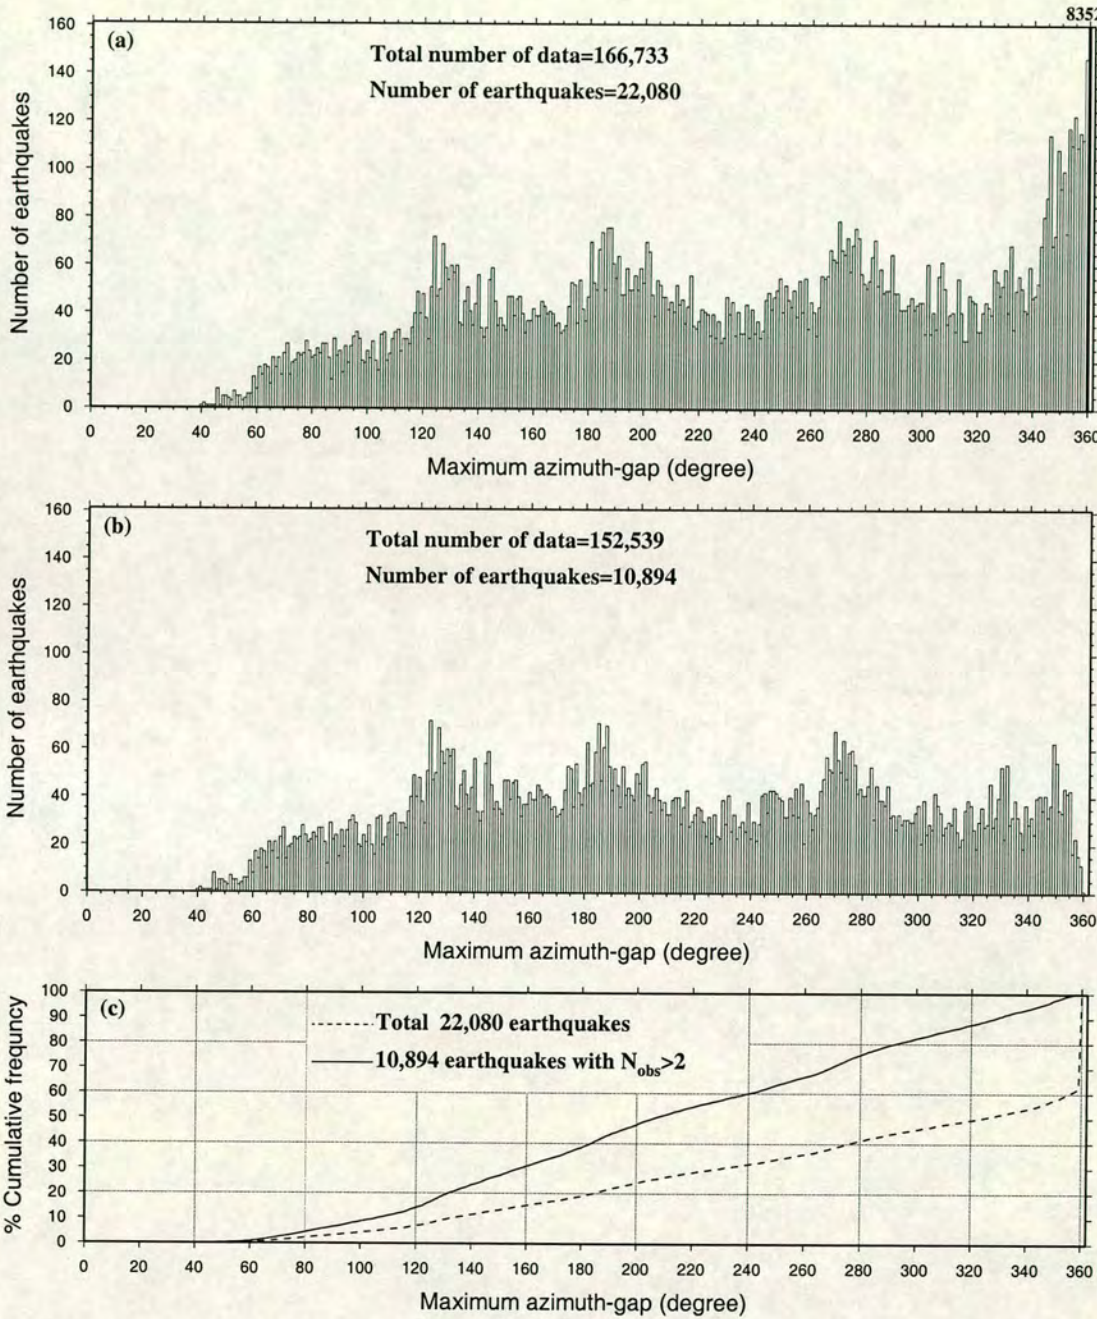 8352
160
(a)
Total number of data=166,733
140
Number of earthquakes=22,080
120
100
80
60
40
20
0
Number of earthquakes
0 20 40 60 80 100 120 140 160 180 200 220 240 260 280 300 320 340 360
Maximum azimuth-gap (degree)
160
(b)
Total number of data=152,539
140
Number of earthquakes=10,894
120
100
80
60
40
20
0
Number of earthquakes
0 20 40 60 80 100 120 140 160 180 200 220 240 260 280 300 320 340 360
Maximum azimuth-gap (degree)
100
(c)
Total 22,080 earthquakes
90
80
10,894 earthquakes with Nobs>2
70
60
50
40
30
20
10
0
% Cumulative frequncy
0 20 40 60 80 100 120 140 160 180 200 220 240 260 280 300 320 340 360
Maximum azimuth-gap (degree)